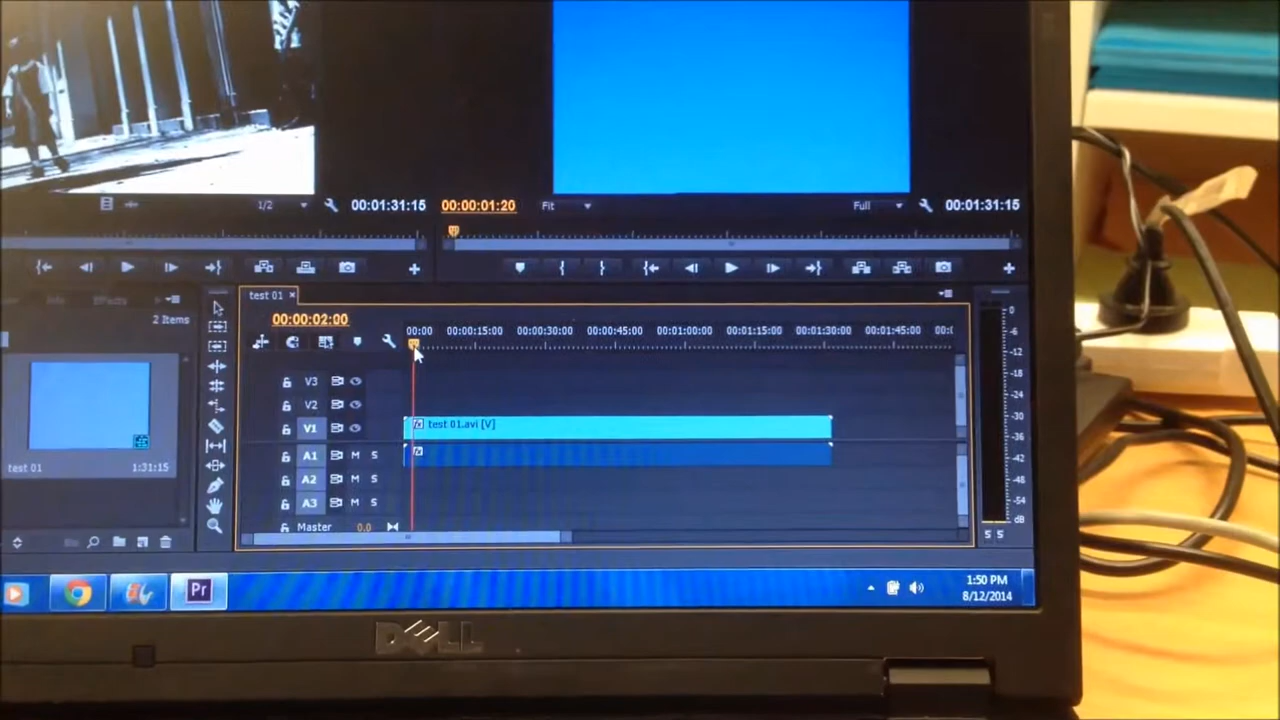 1/2 00:01:31:15 00:00:01:20 Fit Full 00:01:31:15
Effects
2 Items
test 01
00:00:02:00
00:00 00:00:15:00 00:00:30:00 00:00:45:00 00:01:00:00 00:01:15:00 00:01:30:00 00:01:45:00
V3
V2
V1 test 01.avi [V]
A1 M S
A2 M S
A3 M S
Master 0.0
test 01 1:31:15
0
-6
-12
-18
-24
-30
-36
-42
-48
-54
dB
S S
Pr
1:50 PM
8/12/2014
DELL